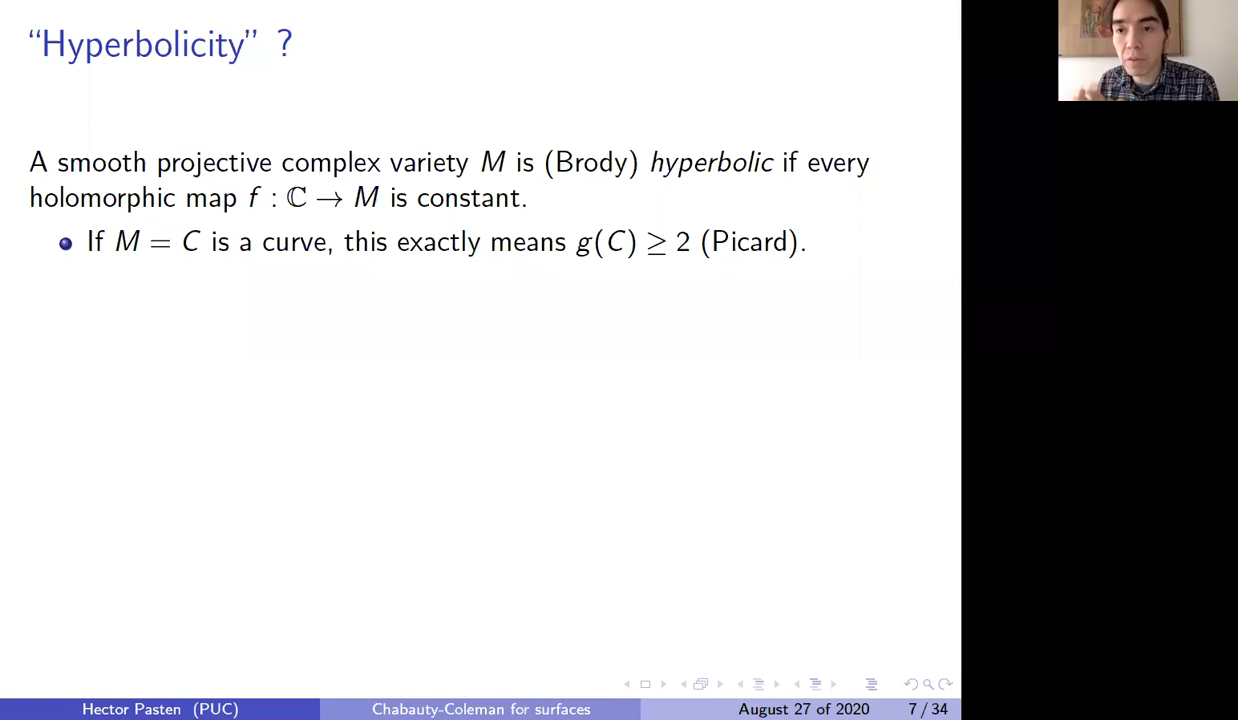 “Hyperbolicity” ?
A smooth projective complex variety M is (Brody) hyperbolic if every
holomorphic map f : ℂ → M is constant.
If M = C is a curve, this exactly means g(C) ≥ 2 (Picard).
Hector Pasten (PUC)
Chabauty-Coleman for surfaces
August 27 of 2020
7 / 34